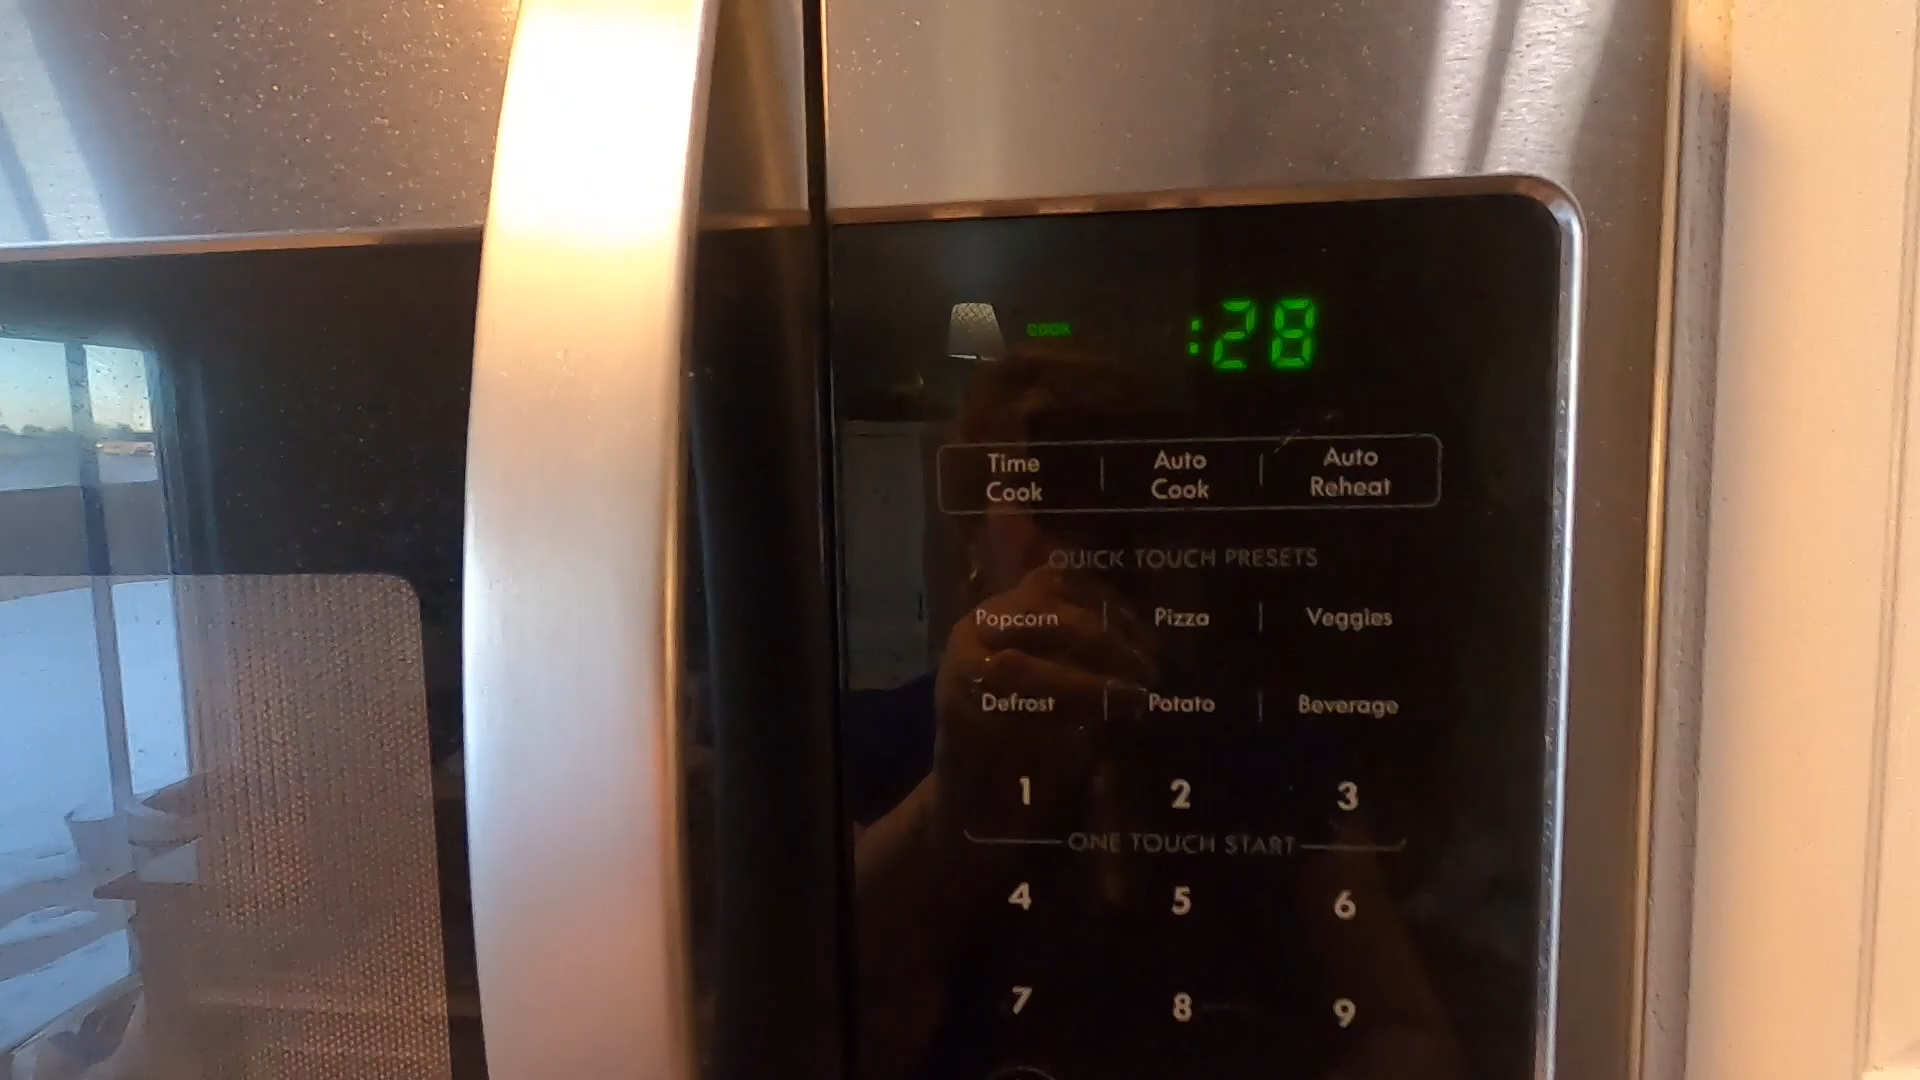 COOK :28
Time Cook
Auto Cook
Auto Reheat
QUICK TOUCH PRESETS
Popcorn Pizza Veggies
Defrost Potato Beverage
1 2 3
ONE TOUCH START
4 5 6
7 8 9